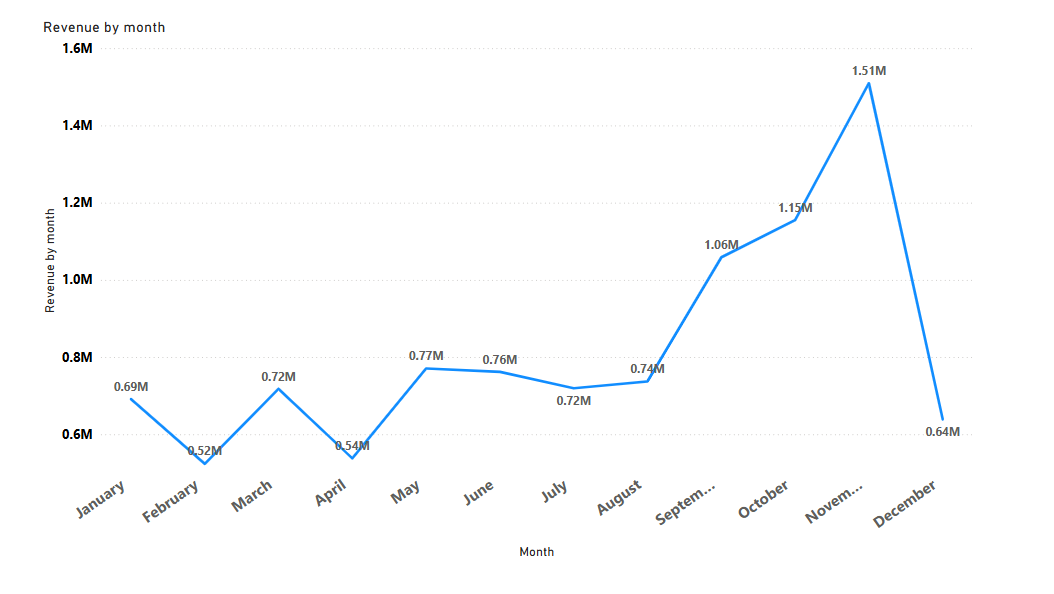 Revenue by month
1.6M
1.4M
1.2M
1.0M
0.8M
0.6M
Revenue by month
0.69M
0.52M
0.72M
0.54M
0.77M
0.76M
0.72M
0.74M
1.06M
1.15M
1.51M
0.64M
January
February
March
April
May
June
July
August
Septem...
October
Novem...
December
Month